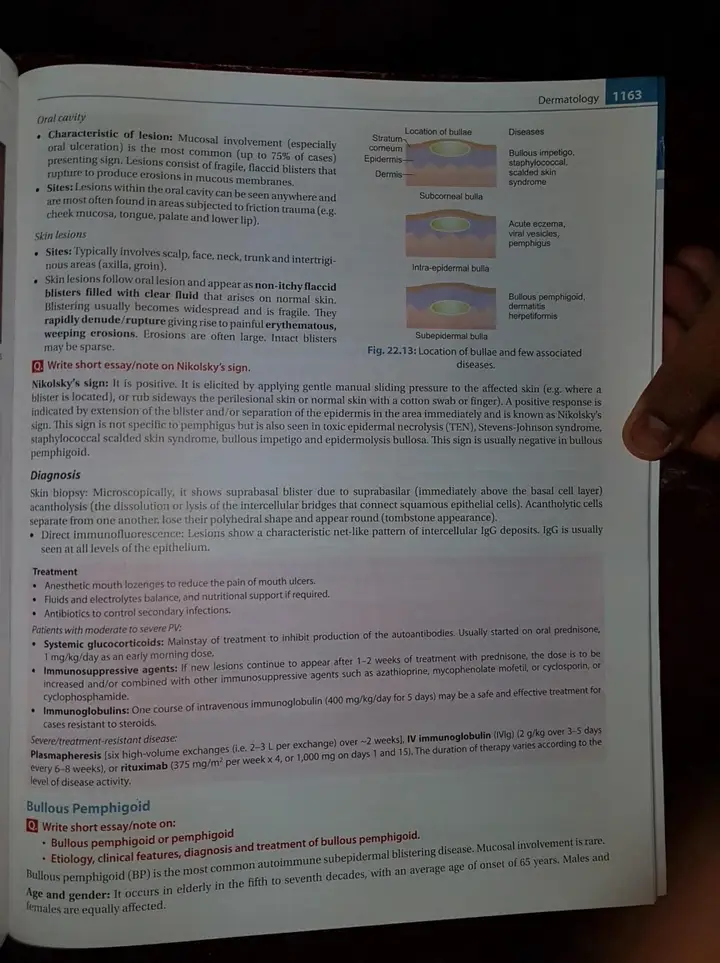 Dermatology 1163
Oral cavity
• Characteristic of lesion: Mucosal involvement (especially
oral ulceration) is the most common (up to 75% of cases)
presenting sign. Lesions consist of fragile, flaccid blisters that
rupture to produce erosions in mucous membranes.
• Sites: Lesions within the oral cavity can be seen anywhere and
are most often found in areas subjected to friction trauma (e.g.
cheek mucosa, tongue, palate and lower lip).
Skin lesions
• Sites: Typically involves scalp, face, neck, trunk and intertrigi-
nous areas (axilla, groin).
• Skin lesions follow oral lesion and appear as non-itchy flaccid
blisters filled with clear fluid that arises on normal skin.
Blistering usually becomes widespread and is fragile. They
rapidly denude/rupture giving rise to painful erythematous,
weeping erosions. Erosions are often large. Intact blisters
may be sparse.
Location of bullae
Diseases
Stratum
corneum
Epidermis
Dermis
Bullous impetigo,
staphylococcal,
scalded skin
syndrome
Subcorneal bulla
Acute eczema,
viral vesicles,
pemphigus
Intra-epidermal bulla
Bullous pemphigoid,
dermatitis
herpetiformis
Subepidermal bulla
Fig. 22.13: Location of bullae and few associated
diseases.
Q. Write short essay/note on Nikolsky's sign.
Nikolsky's sign: It is positive. It is elicited by applying gentle manual sliding pressure to the affected skin (e.g. where a
blister is located), or rub sideways the perilesional skin or normal skin with a cotton swab or finger). A positive response is
indicated by extension of the blister and/or separation of the epidermis in the area immediately and is known as Nikolsky's
sign. This sign is not specific to pemphigus but is also seen in toxic epidermal necrolysis (TEN), Stevens-Johnson syndrome,
staphylococcal scalded skin syndrome, bullous impetigo and epidermolysis bullosa. This sign is usually negative in bullous
pemphigoid.
Diagnosis
Skin biopsy: Microscopically, it shows suprabasal blister due to suprabasilar (immediately above the basal cell layer)
acantholysis (the dissolution or lysis of the intercellular bridges that connect squamous epithelial cells). Acantholytic cells
separate from one another, lose their polyhedral shape and appear round (tombstone appearance).
• Direct immunofluorescence: Lesions show a characteristic net-like pattern of intercellular IgG deposits. IgG is usually
seen at all levels of the epithelium.
Treatment
• Anesthetic mouth lozenges to reduce the pain of mouth ulcers.
• Fluids and electrolytes balance, and nutritional support if required.
• Antibiotics to control secondary infections.
Patients with moderate to severe PV:
• Systemic glucocorticoids: Mainstay of treatment to inhibit production of the autoantibodies. Usually started on oral prednisone,
1 mg/kg/day as an early morning dose.
• Immunosuppressive agents: If new lesions continue to appear after 1–2 weeks of treatment with prednisone, the dose is to be
increased and/or combined with other immunosuppressive agents such as azathioprine, mycophenolate mofetil, or cyclosporin, or
cyclophosphamide.
• Immunoglobulins: One course of intravenous immunoglobulin (400 mg/kg/day for 5 days) may be a safe and effective treatment for
cases resistant to steroids.
Severe/treatment-resistant disease:
Plasmapheresis [six high-volume exchanges (i.e. 2–3 L per exchange) over ~2 weeks], IV immunoglobulin (IVIg) (2 g/kg over 3–5 days
every 6–8 weeks), or rituximab (375 mg/m² per week x 4, or 1,000 mg on days 1 and 15). The duration of therapy varies according to the
level of disease activity.
Bullous Pemphigoid
Q. Write short essay/note on:
• Bullous pemphigoid or pemphigoid
• Etiology, clinical features, diagnosis and treatment of bullous pemphigoid.
Bullous pemphigoid (BP) is the most common autoimmune subepidermal blistering disease. Mucosal involvement is rare.
Age and gender: It occurs in elderly in the fifth to seventh decades, with an average age of onset of 65 years. Males and
females are equally affected.